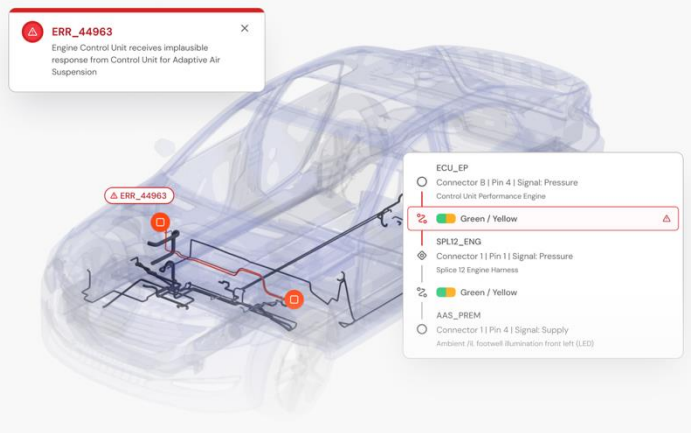 ERR_44963
Engine Control Unit receives implausible
response from Control Unit for Adaptive Air
Suspension
ERR_44963
ECU_EP
Connector B | Pin 4 | Signal: Pressure
Control Unit Performance Engine
Green / Yellow
SPL12_ENG
Connector 1 | Pin 1 | Signal: Pressure
Splice 12 Engine Harness
Green / Yellow
AAS_PREM
Connector 1 | Pin 4 | Signal: Supply
Ambient /il. footwell illumination front left (LED)